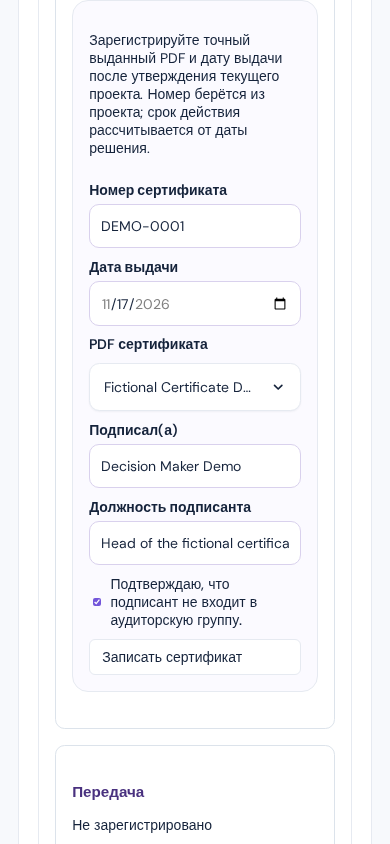 Зарегистрируйте точный
выданный PDF и дату выдачи
после утверждения текущего
проекта. Номер берётся из
проекта; срок действия
рассчитывается от даты
решения.
Номер сертификата
DEMO-0001
Дата выдачи
11/17/2026
PDF сертификата
Fictional Certificate D...
Подписал(а)
Decision Maker Demo
Должность подписанта
Head of the fictional certifica
Подтверждаю, что
подписант не входит в
аудиторскую группу.
Записать сертификат
Передача
Не зарегистрировано